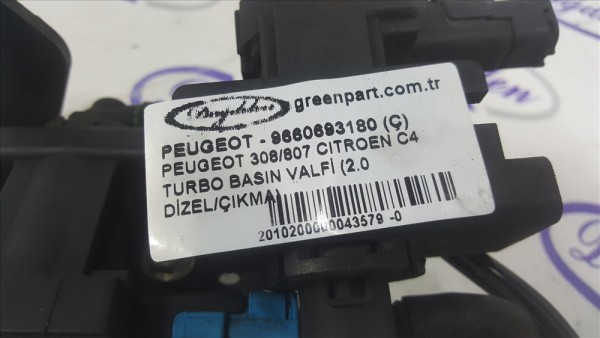 Duyduen greenpart.com.tr
PEUGEOT - 9660693180 (Ç)
PEUGEOT 308/807 CITROEN C4
TURBO BASIN VALFİ (2.0
DİZEL/ÇIKMA)
2010200000043579 -0